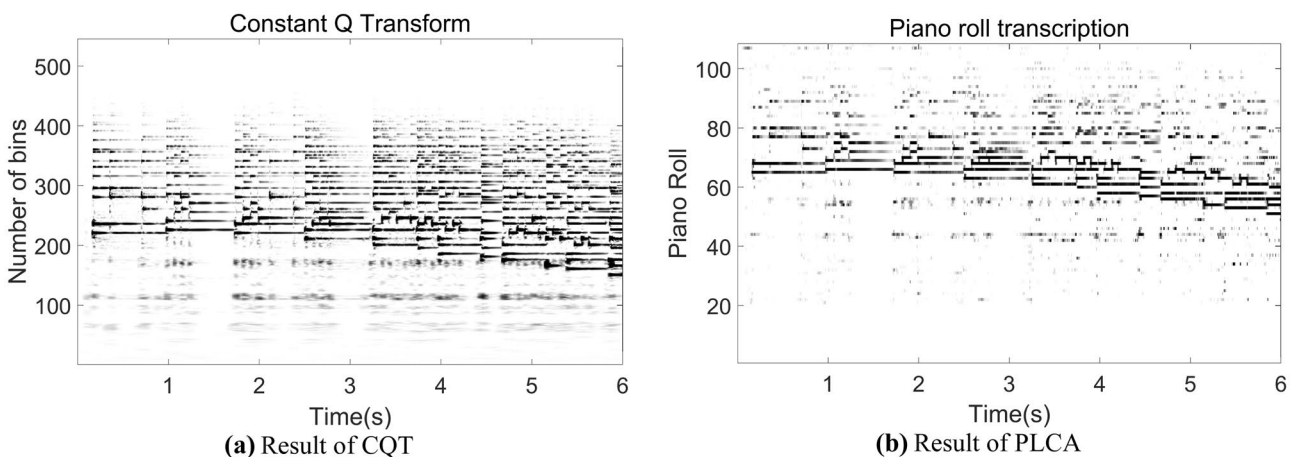 Constant Q Transform
Number of bins
500
400
300
200
100
1 2 3 4 5 6
Time(s)
(a) Result of CQT
Piano roll transcription
Piano Roll
100
80
60
40
20
1 2 3 4 5 6
Time(s)
(b) Result of PLCA